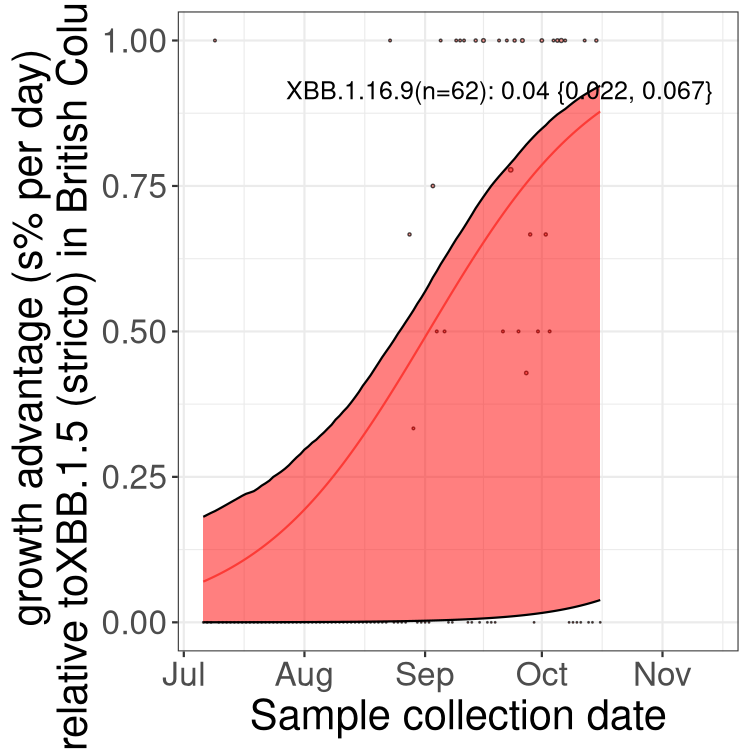 growth advantage (s% per day)
relative toXBB.1.5 (stricto) in British Colu
1.00
0.75
0.50
0.25
0.00
XBB.1.16.9(n=62): 0.04 {0.022, 0.067}
Jul Aug Sep Oct Nov
Sample collection date